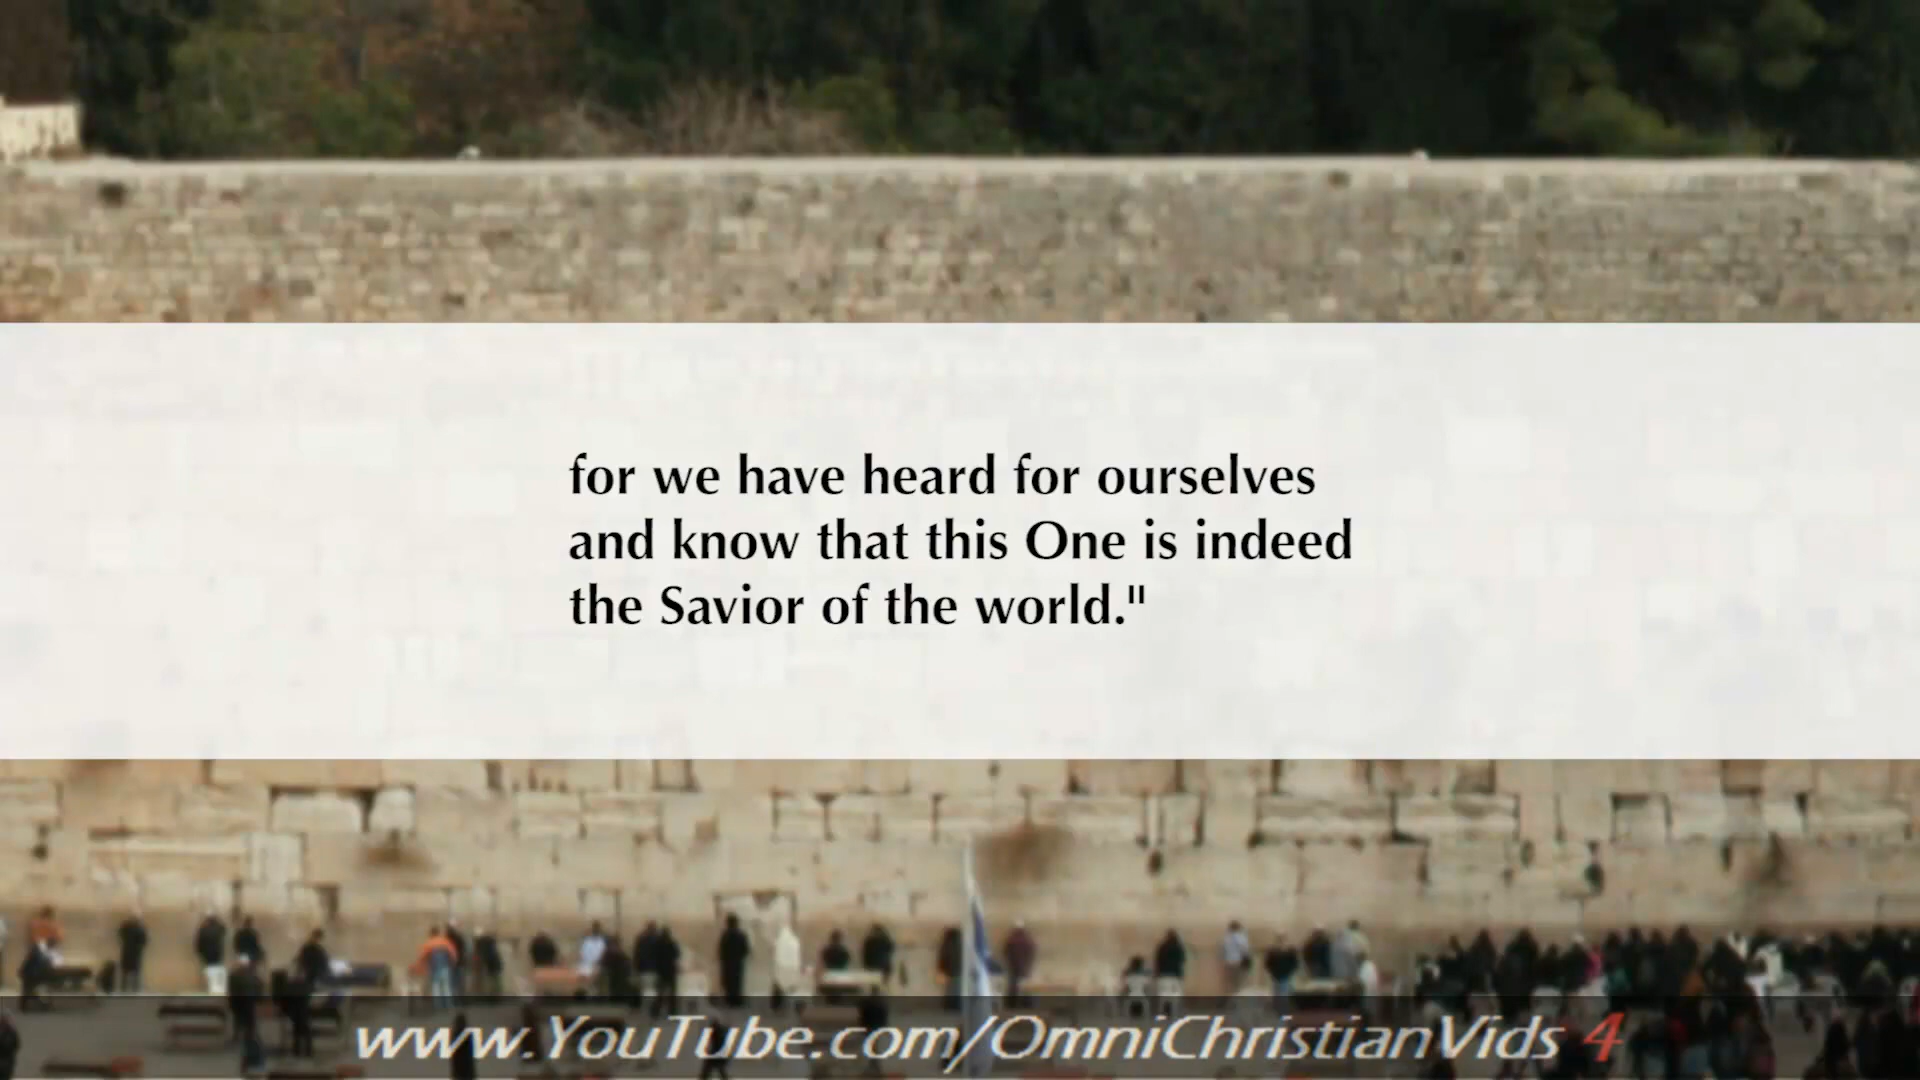 for we have heard for ourselves
and know that this One is indeed
the Savior of the world."
www.YouTube.com/OmniChristianVids 4